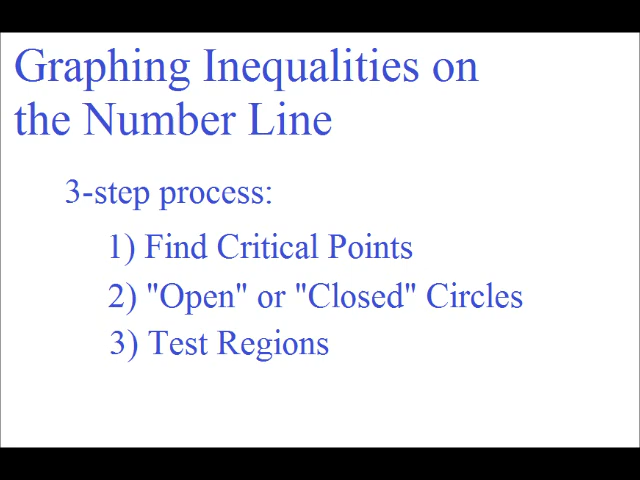 Graphing Inequalities on
the Number Line
3-step process:
1) Find Critical Points
2) "Open" or "Closed" Circles
3) Test Regions